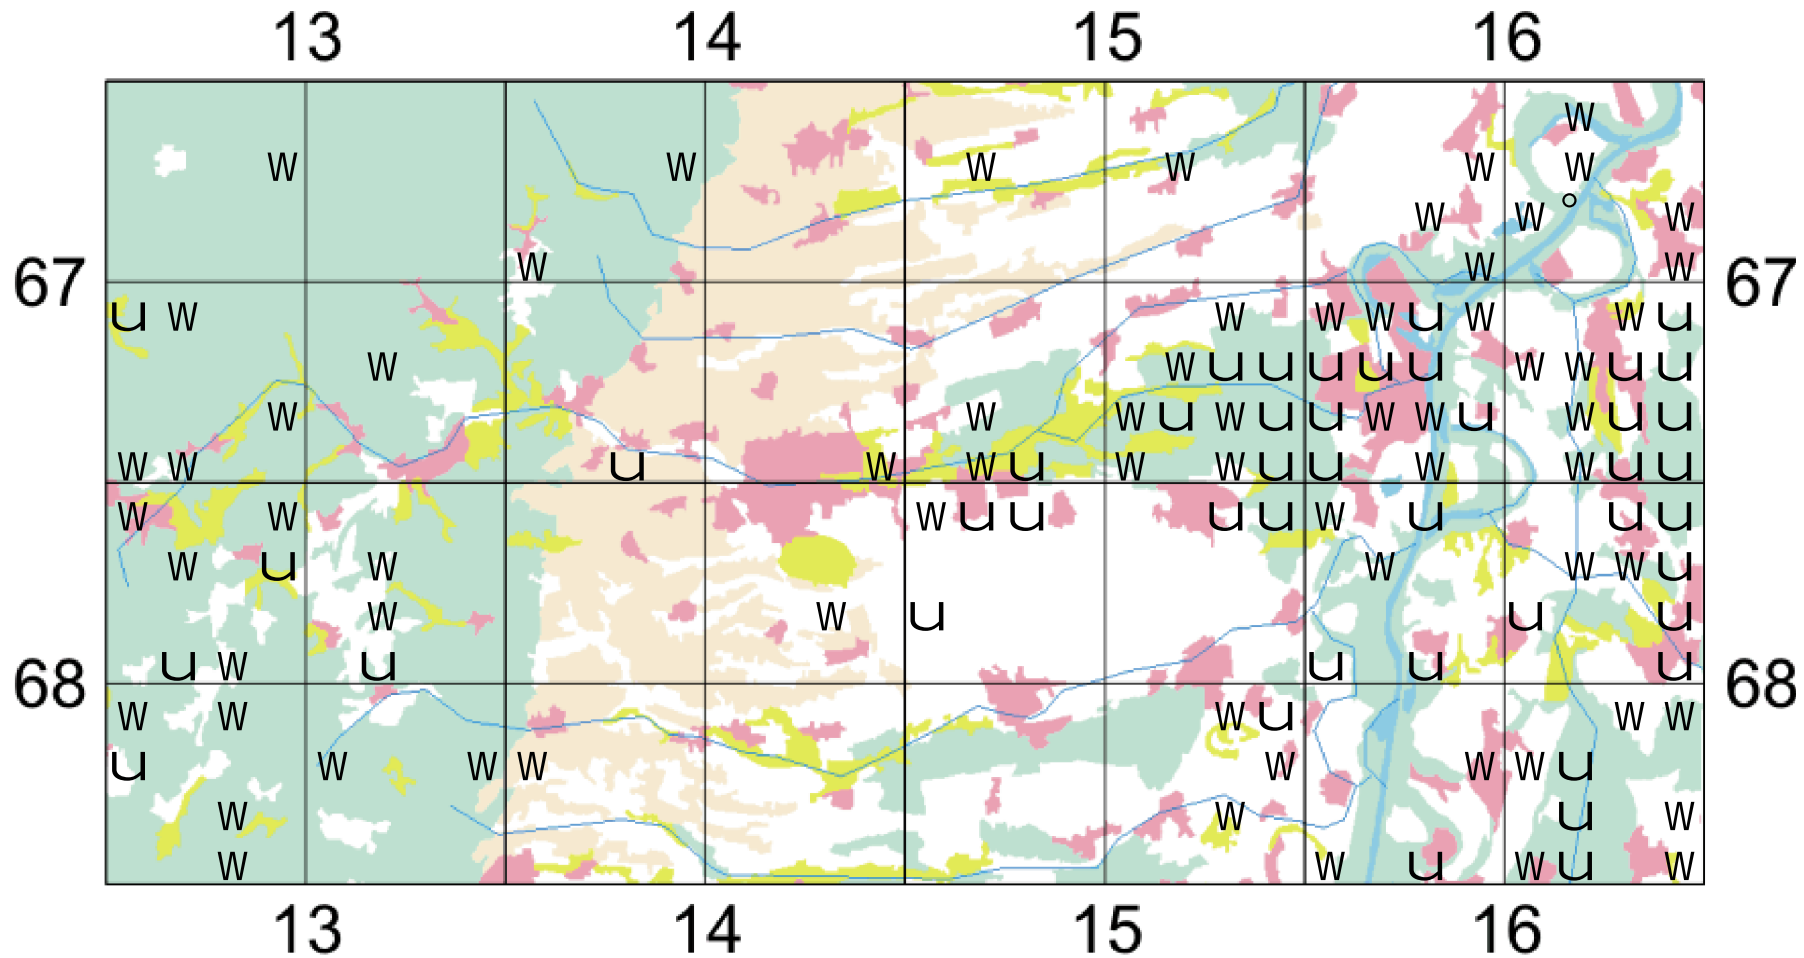 13 14 15 16
w
w w w w w w
w w w
67 w w w 67
u w w w w u w w u
w w u u u u u w w u u
w w w u w u u w w u w u u
w w u w w u w w u u w w u u
w w w u u u u w u u u
w u w w w w u
w w u u u
u w u u u u
68 68
w w w u w w
u w w w w w w u
w w u w
w w u w u w
13 14 15 16